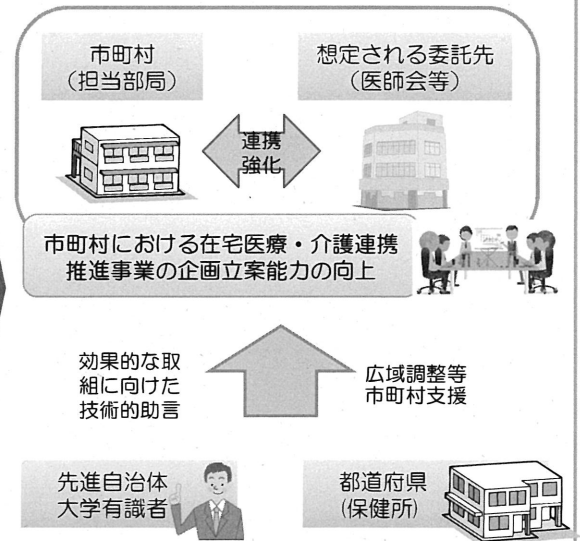 市町村
（担当部局）
想定される委託先
（医師会等）
連携
強化
市町村における在宅医療・介護連携
推進事業の企画立案能力の向上
効果的な取
組に向けた
技術的助言
広域調整等
市町村支援
先進自治体
大学有識者
都道府県
(保健所)